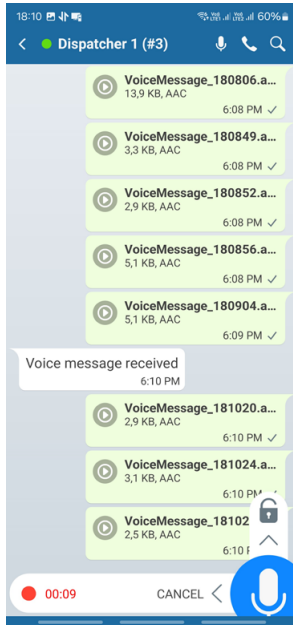 18:10 60%
Dispatcher 1 (#3)
VoiceMessage_180806.a...
13,9 KB, AAC
6:08 PM
VoiceMessage_180849.a...
3,3 KB, AAC
6:08 PM
VoiceMessage_180852.a...
2,9 KB, AAC
6:08 PM
VoiceMessage_180856.a...
5,1 KB, AAC
6:08 PM
VoiceMessage_180904.a...
5,1 KB, AAC
6:09 PM
Voice message received
6:10 PM
VoiceMessage_181020.a...
2,9 KB, AAC
6:10 PM
VoiceMessage_181024.a...
3,1 KB, AAC
6:10 PM
VoiceMessage_18102
2,5 KB, AAC
6:10
00:09 CANCEL